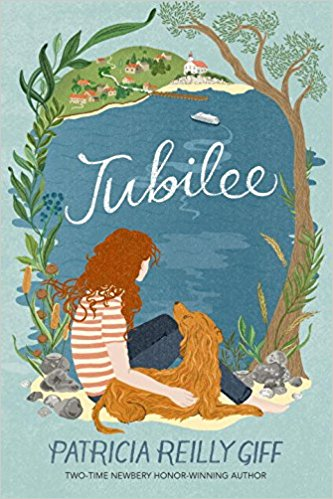 Jubilee
PATRICIA REILLY GIFF
TWO-TIME NEWBERY HONOR-WINNING AUTHOR